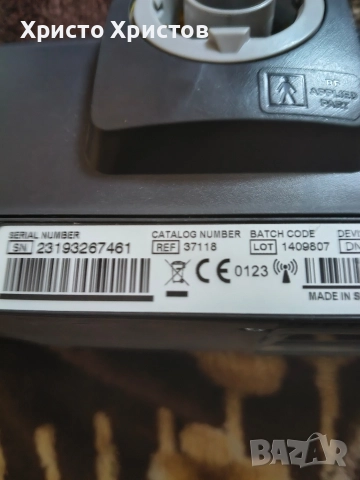 Христо Христов
BF
APPLIED
PART
SERIAL NUMBER CATALOG NUMBER BATCH CODE
SN 23193267461 REF 37118 LOT 1409807
CE 0123
MADE IN S
BAZAR